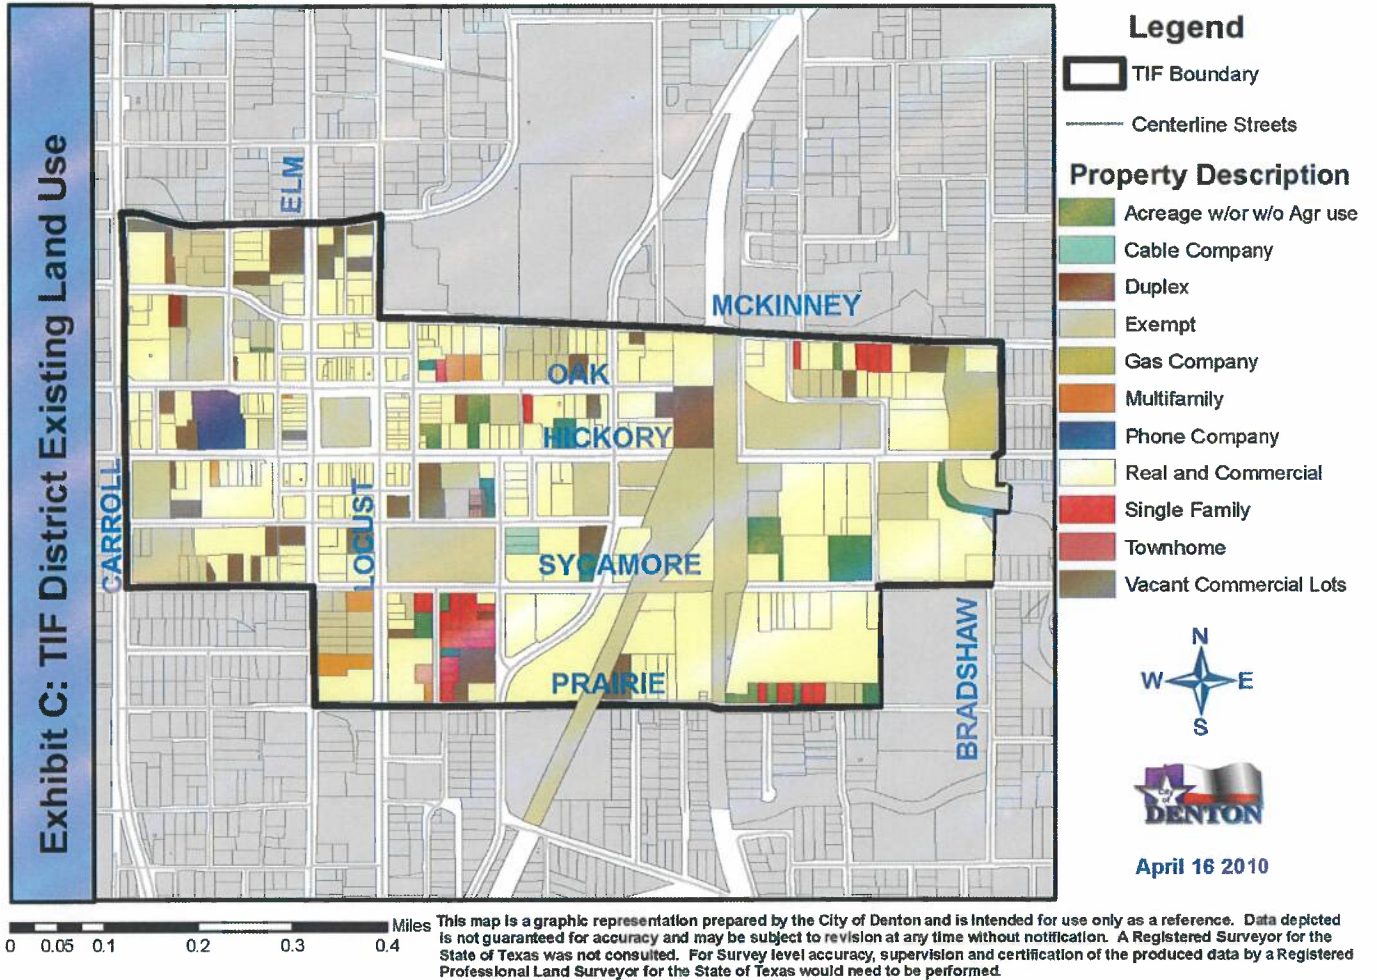 Exhibit C: TIF District Existing Land Use
ELM
MCKINNEY
OAK
HICKORY
CARROLL
LOCUST
SYCAMORE
PRAIRIE
BRADSHAW
Legend
TIF Boundary
Centerline Streets
Property Description
Acreage w/or w/o Agr use
Cable Company
Duplex
Exempt
Gas Company
Multifamily
Phone Company
Real and Commercial
Single Family
Townhome
Vacant Commercial Lots
N
W
E
S
City
of
DENTON
April 16 2010
Miles
0 0.05 0.1 0.2 0.3 0.4
This map is a graphic representation prepared by the City of Denton and is intended for use only as a reference. Data depicted
is not guaranteed for accuracy and may be subject to revision at any time without notification. A Registered Surveyor for the
State of Texas was not consulted. For Survey level accuracy, supervision and certification of the produced data by a Registered
Professional Land Surveyor for the State of Texas would need to be performed.